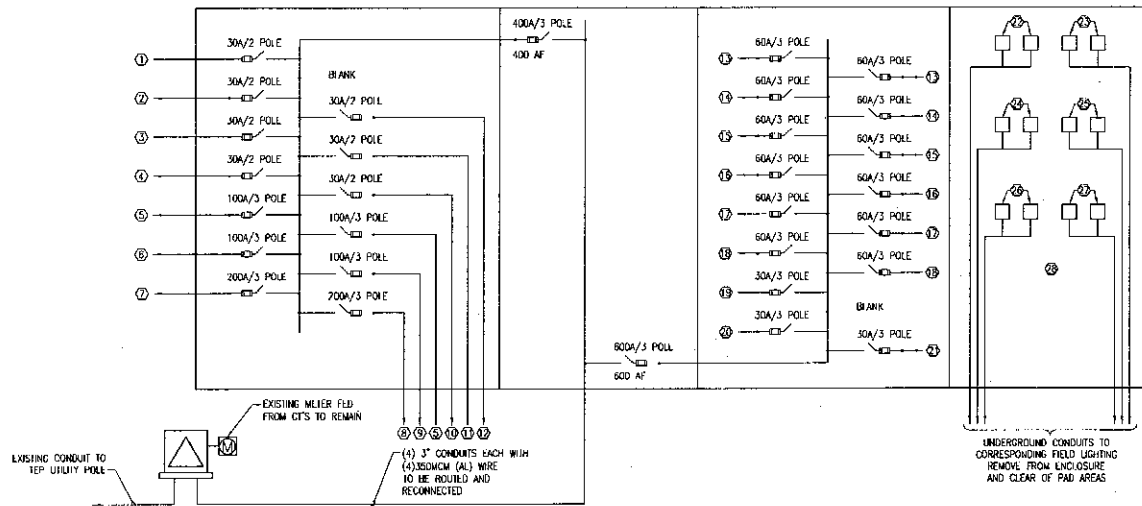 400A/3 POLE
400 AF
30A/2 POLE
1
BLANK
30A/2 POLE
2
30A/2 POLE
30A/2 POLE
3
30A/2 POLE
30A/2 POLE
4
30A/2 POLE
100A/3 POLE
5
100A/3 POLE
100A/3 POLE
6
100A/3 POLE
200A/3 POLE
7
200A/3 POLE
8 9 5 10 11 12
600A/3 POLE
600 AF
60A/3 POLE
13
60A/3 POLE
13
60A/3 POLE
14
60A/3 POLE
14
60A/3 POLE
15
60A/3 POLE
15
60A/3 POLE
16
60A/3 POLE
16
60A/3 POLE
17
60A/3 POLE
17
60A/3 POLE
18
60A/3 POLE
18
30A/3 POLE
19
BLANK
30A/3 POLE
20
30A/3 POLE
21
22 23
24 25
26 27
28
EXISTING METER FED
FROM CT'S TO REMAIN
M
EXISTING CONDUIT TO
TEP UTILITY POLE
(4) 3" CONDUITS EACH WITH
(4)350MCM (AL) WIRE
TO BE ROUTED AND
RECONNECTED
UNDERGROUND CONDUITS TO
CORRESPONDING FIELD LIGHTING
REMOVE FROM ENCLOSURE
AND CLEAR OF PAD AREAS